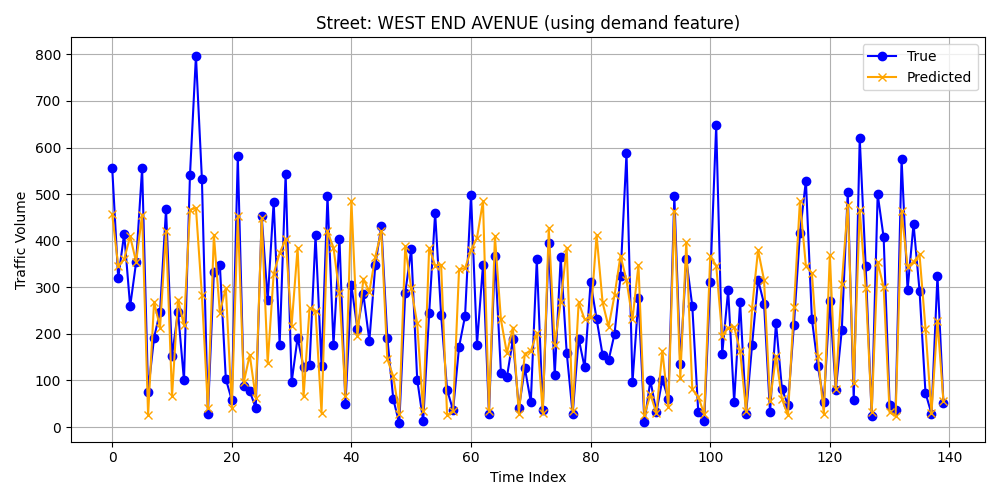 Street: WEST END AVENUE (using demand feature)
True
Predicted
Traffic Volume
800
700
600
500
400
300
200
100
0
0 20 40 60 80 100 120 140
Time Index